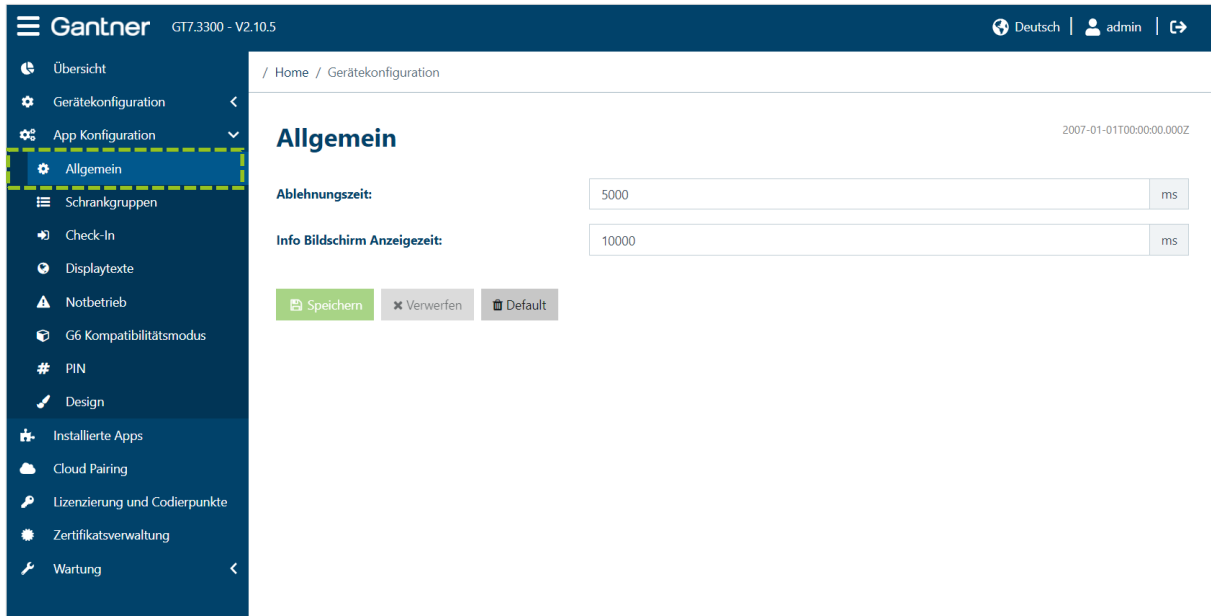 Gantner GT7.3300 - V2.10.5 Deutsch | admin |
Übersicht
Gerätekonfiguration
App Konfiguration
Allgemein
Schrankgruppen
Check-In
Displaytexte
Notbetrieb
G6 Kompatibilitätsmodus
PIN
Design
Installierte Apps
Cloud Pairing
Lizenzierung und Codierpunkte
Zertifikatsverwaltung
Wartung
/ Home / Gerätekonfiguration
Allgemein 2007-01-01T00:00:00.000Z
Ablehnungszeit: 5000 ms
Info Bildschirm Anzeigezeit: 10000 ms
Speichern Verwerfen Default